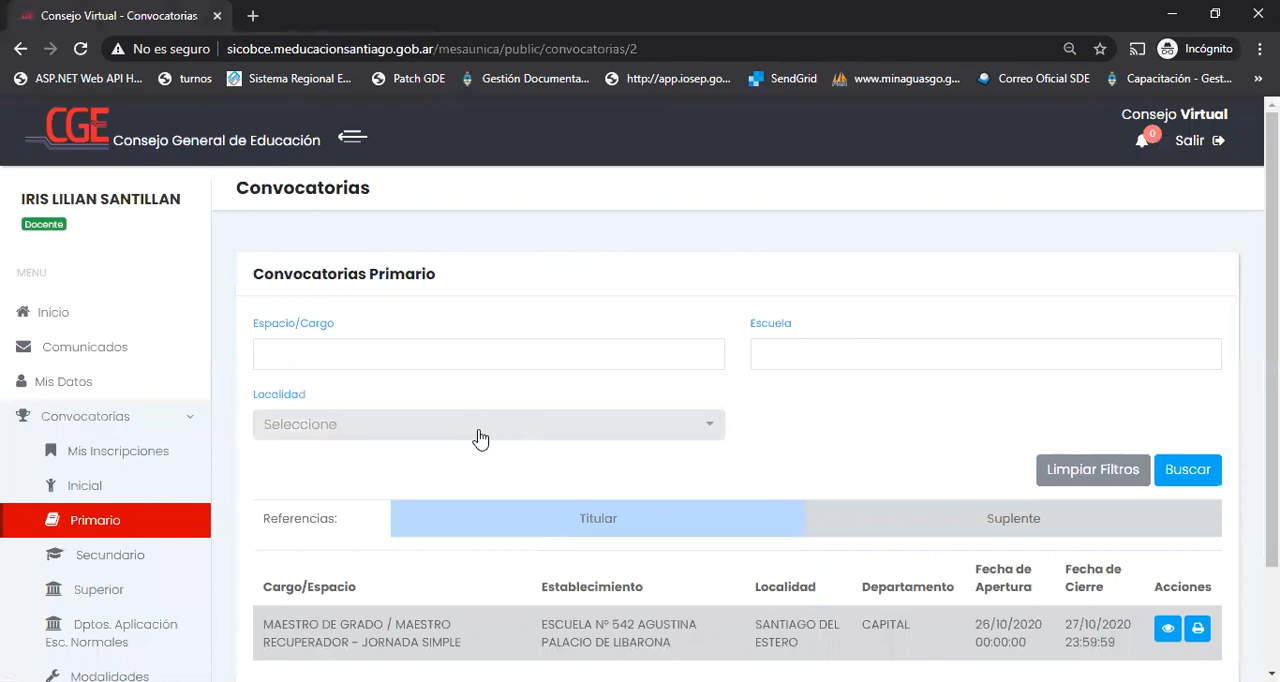 Consejo Virtual - Convocatorias
No es seguro | sicobce.meducacionsantiago.gob.ar/mesaunica/public/convocatorias/2
Incógnito
ASP.NET Web API H... turnos Sistema Regional E... Patch GDE Gestión Documenta... http://app.iosep.go... SendGrid www.minaguasgo.g... Correo Oficial SDE Capacitación - Gest... »
CGE Consejo General de Educación
Consejo Virtual
0
Salir
IRIS LILIAN SANTILLAN
Docente
MENU
Inicio
Comunicados
Mis Datos
Convocatorias
Mis Inscripciones
Inicial
Primario
Secundario
Superior
Dptos. Aplicación
Esc. Normales
Modalidades
Convocatorias
Convocatorias Primario
Espacio/Cargo
Escuela
Localidad
Seleccione
Limpiar Filtros
Buscar
Referencias: Titular Suplente
Cargo/Espacio Establecimiento Localidad Departamento Fecha de Apertura Fecha de Cierre Acciones
MAESTRO DE GRADO / MAESTRO ESCUELA Nº 542 AGUSTINA SANTIAGO DEL CAPITAL 26/10/2020 27/10/2020
RECUPERADOR - JORNADA SIMPLE PALACIO DE LIBARONA ESTERO 00:00:00 23:59:59